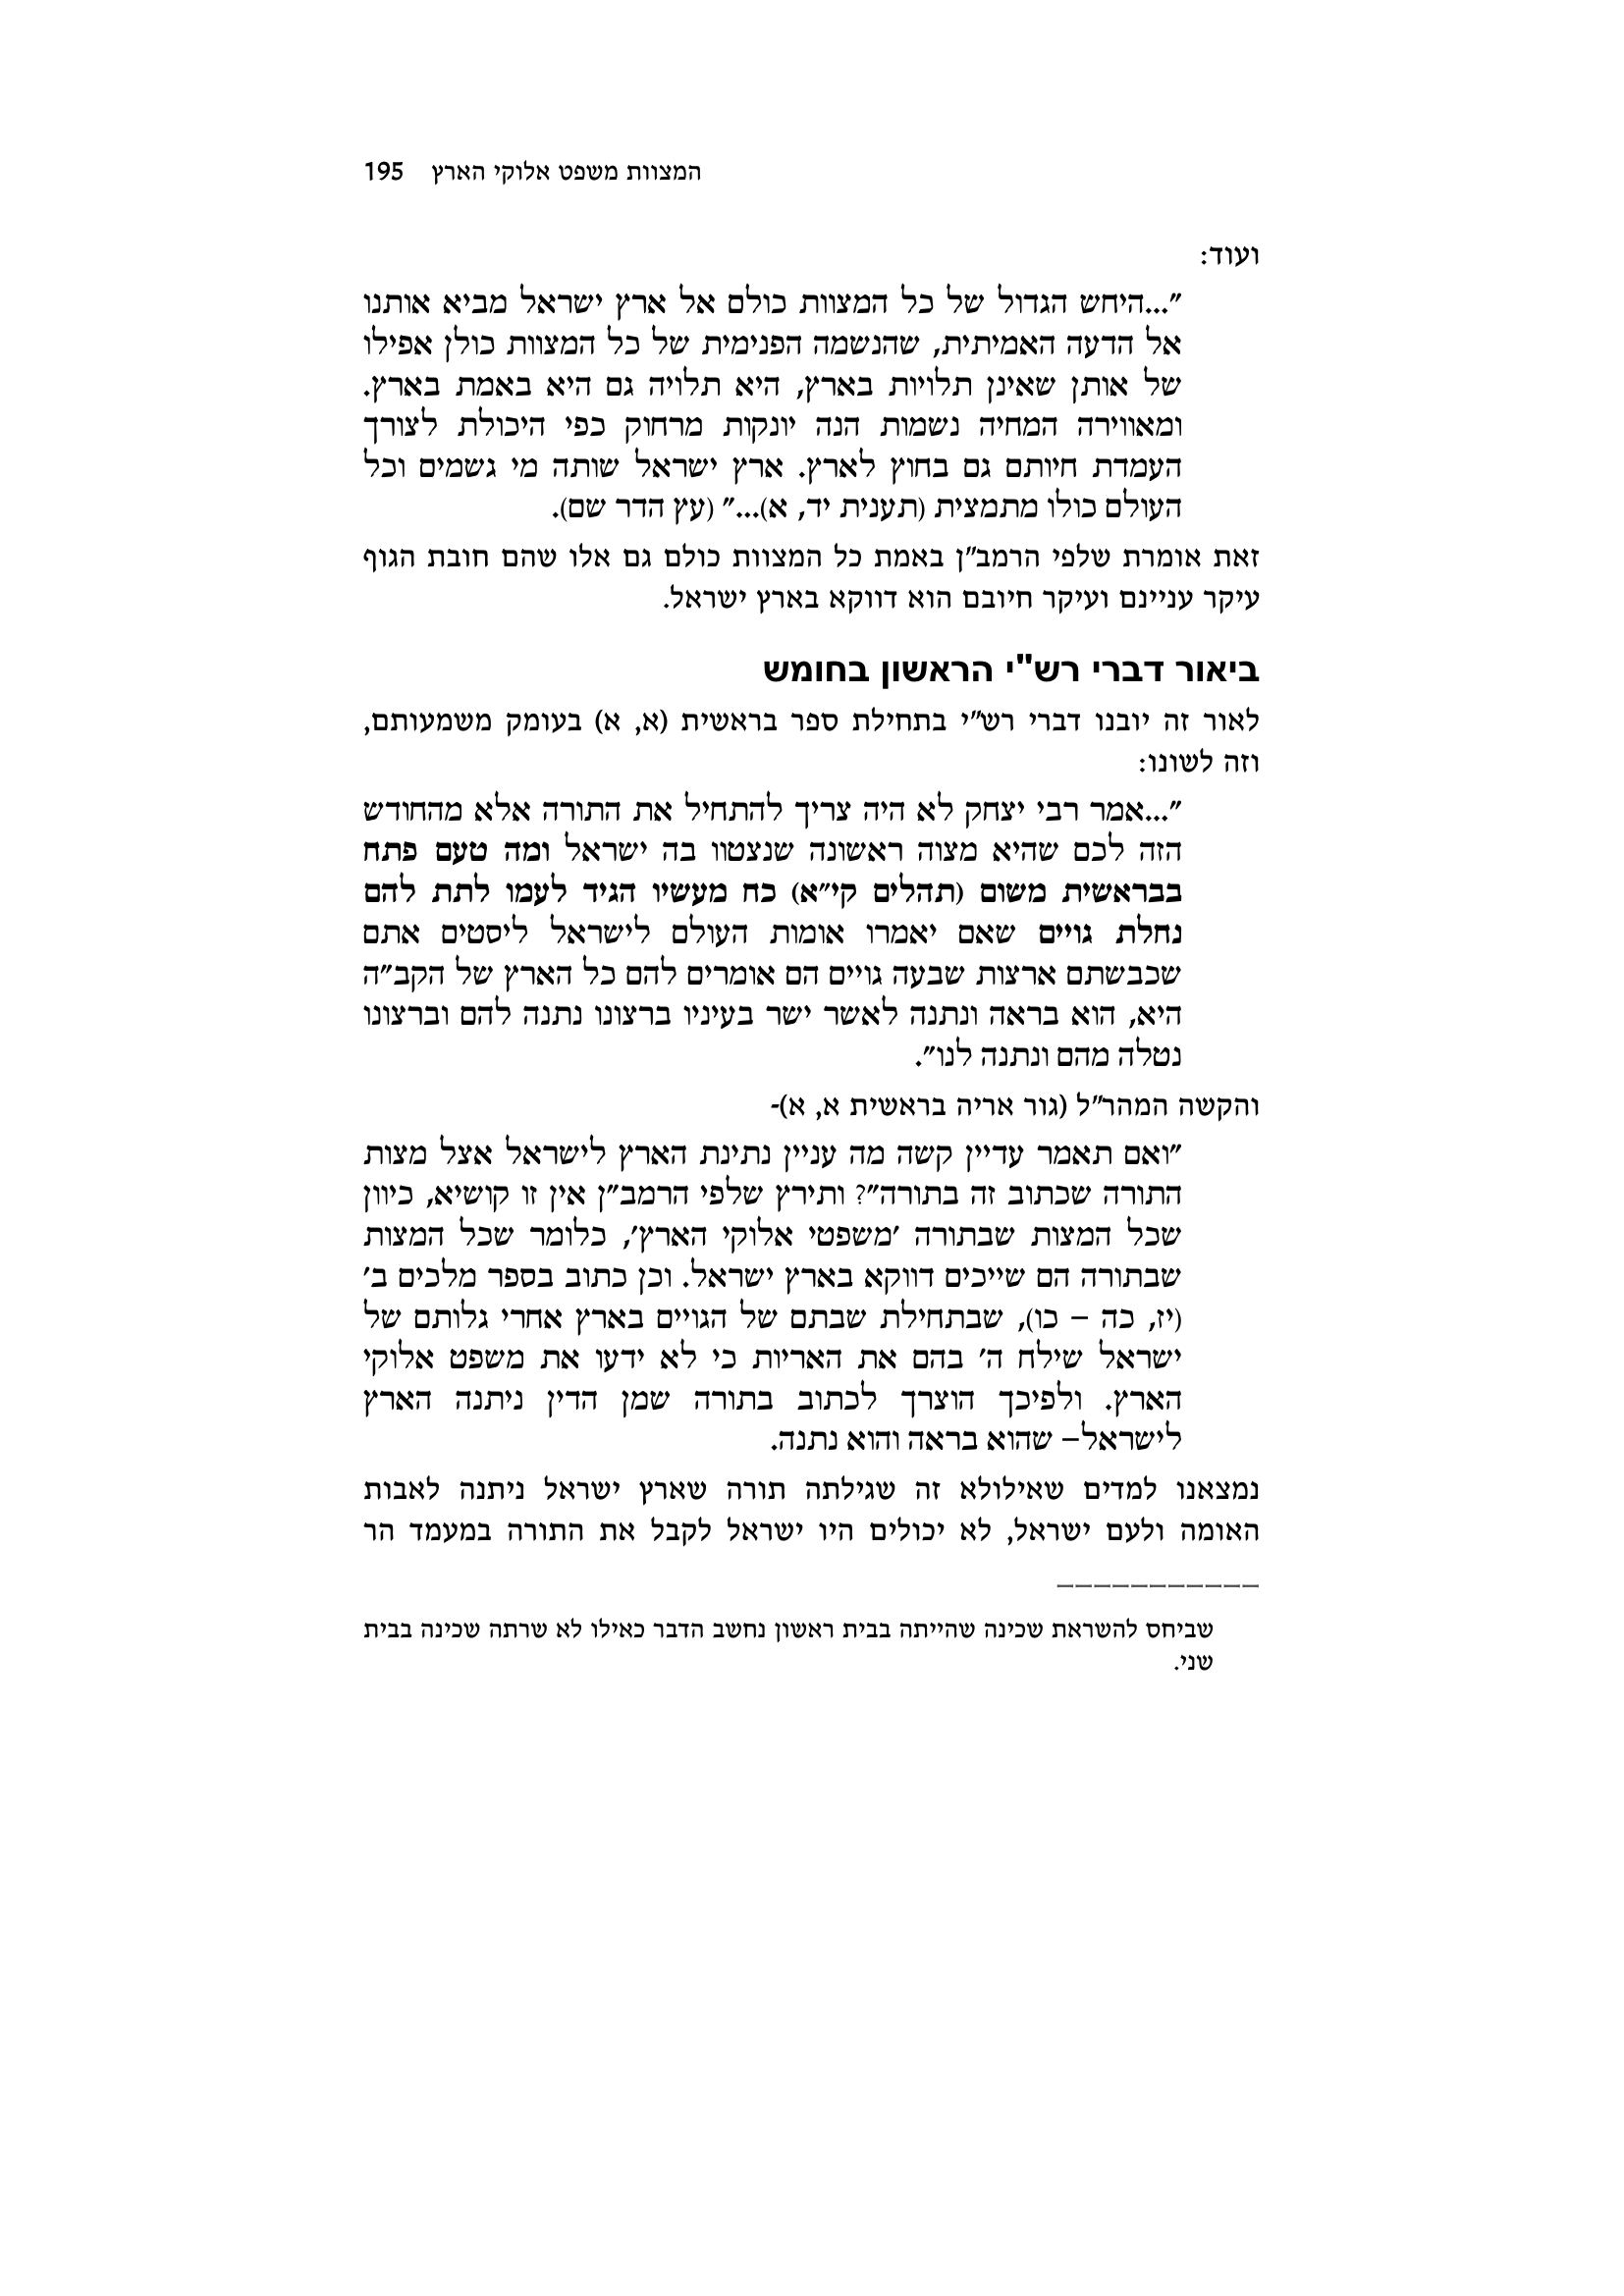 המצוות משפט אלוקי הארץ 195
ועוד:
"...היחש הגדול של כל המצוות כולם אל ארץ ישראל מביא אותנו
אל הדעה האמיתית, שהנשמה הפנימית של כל המצוות כולן אפילו
של אותן שאינן תלויות בארץ, היא תלויה גם היא באמת בארץ.
ומאווירה המחיה נשמות הנה יונקות מרחוק כפי היכולת לצורך
העמדת חיותם גם בחוץ לארץ. ארץ ישראל שותה מי גשמים וכל
העולם כולו מתמצית (תענית יד, א)..." (עץ הדר שם).
זאת אומרת שלפי הרמב"ן באמת כל המצוות כולם גם אלו שהם חובת הגוף
עיקר עניינם ועיקר חיובם הוא דווקא בארץ ישראל.
ביאור דברי רש"י הראשון בחומש
לאור זה יובנו דברי רש"י בתחילת ספר בראשית (א, א) בעומק משמעותם,
וזה לשונו:
"...אמר רבי יצחק לא היה צריך להתחיל את התורה אלא מהחודש
הזה לכם שהיא מצוה ראשונה שנצטוו בה ישראל ומה טעם פתח
בבראשית משום (תהלים קי"א) כח מעשיו הגיד לעמו לתת להם
נחלת גויים שאם יאמרו אומות העולם לישראל ליסטים אתם
שכבשתם ארצות שבעה גויים הם אומרים להם כל הארץ של הקב"ה
היא, הוא בראה ונתנה לאשר ישר בעיניו ברצונו נתנה להם וברצונו
נטלה מהם ונתנה לנו".
והקשה המהר"ל (גור אריה בראשית א, א)-
"ואם תאמר עדיין קשה מה עניין נתינת הארץ לישראל אצל מצות
התורה שכתוב זה בתורה"? ותירץ שלפי הרמב"ן אין זו קושיא, כיוון
שכל המצות שבתורה 'משפטי אלוקי הארץ', כלומר שכל המצות
שבתורה הם שייכים דווקא בארץ ישראל. וכן כתוב בספר מלכים ב'
(יז, כה – כו), שבתחילת שבתם של הגויים בארץ אחרי גלותם של
ישראל שילח ה' בהם את האריות כי לא ידעו את משפט אלוקי
הארץ. ולפיכך הוצרך לכתוב בתורה שמן הדין ניתנה הארץ
לישראל– שהוא בראה והוא נתנה.
נמצאנו למדים שאילולא זה שגילתה תורה שארץ ישראל ניתנה לאבות
האומה ולעם ישראל, לא יכולים היו ישראל לקבל את התורה במעמד הר
שביחס להשראת שכינה שהייתה בבית ראשון נחשב הדבר כאילו לא שרתה שכינה בבית
שני.